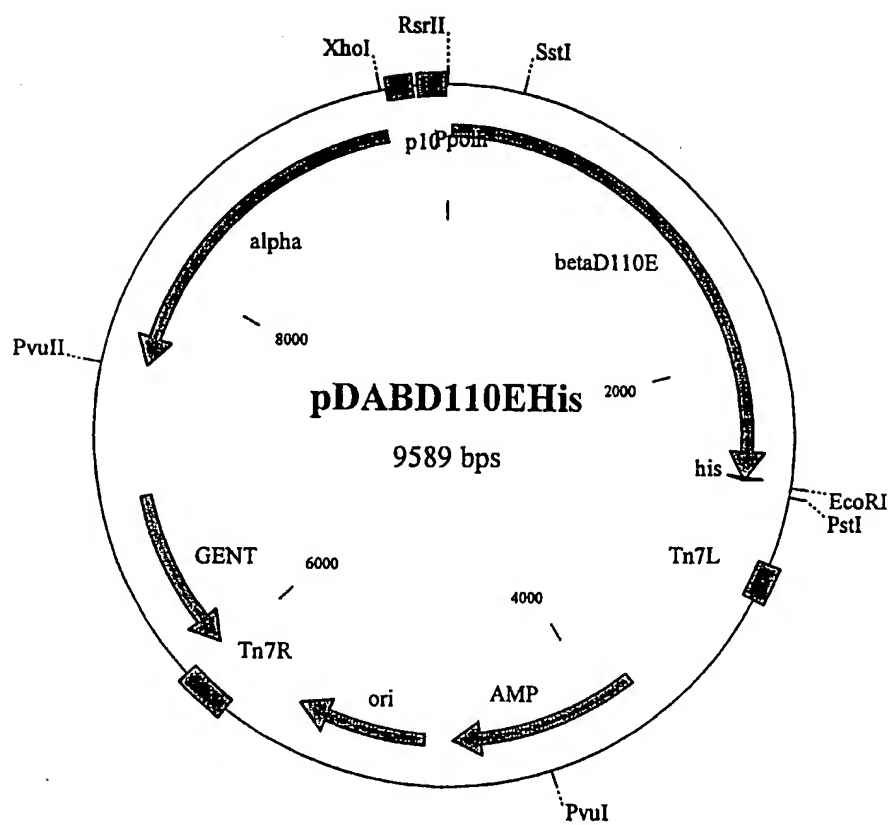 RsrII
XhoI
SstI
p10
Ppolh
alpha
betaD110E
PvuII
8000
2000
pDABD110EHis
9589 bps
his
EcoRI
PstI
GENT
6000
Tn7L
4000
Tn7R
ori
AMP
PvuI